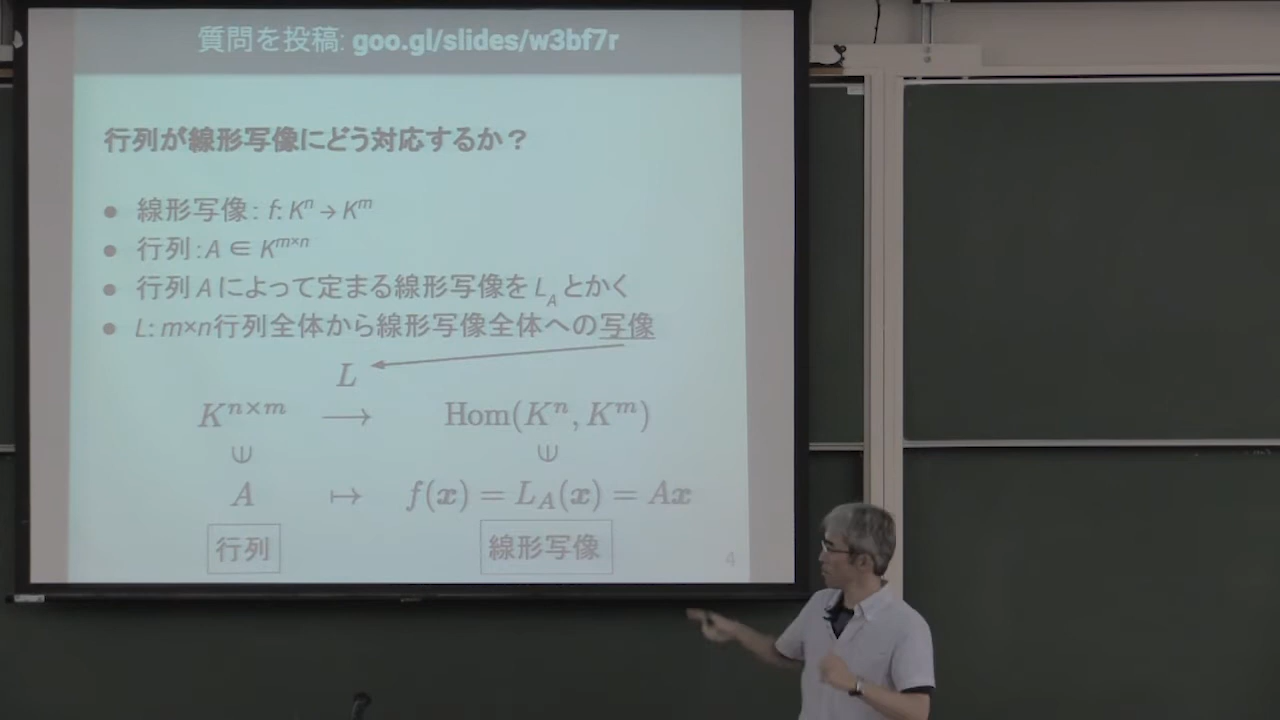 質問を投稿: goo.gl/slides/w3bf7r
行列が線形写像にどう対応するか？
● 線形写像: f: Kⁿ → Kᵐ
● 行列: A ∈ Kᵐˣⁿ
● 行列 A によって定まる線形写像を L_A とかく
● L: m×n行列全体から線形写像全体への写像
L
Kⁿˣᵐ ⟶ Hom(Kⁿ, Kᵐ)
∪ ∪
A ↦ f(x) = L_A(x) = Ax
行列 線形写像
4